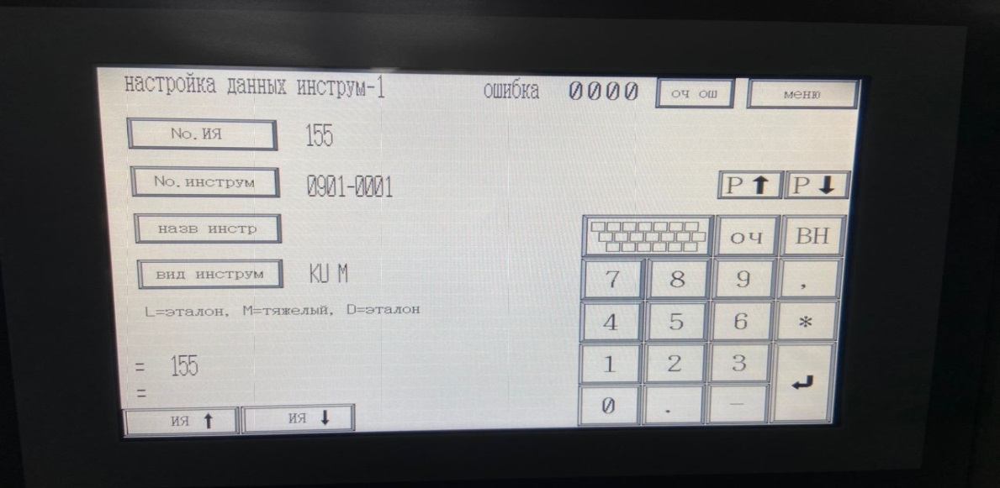 настройка данных инструм-1 ошибка 0000 оч ош меню
No.ИЯ 155
No.инструм 0901-0001
P ↑ P ↓
назв инстр
оч ВН
вид инструм KU M
7 8 9 ,
L=эталон, M=тяжелый, D=эталон
4 5 6 *
= 155
1 2 3 ↵
=
0 . —
ИЯ ↑ ИЯ ↓